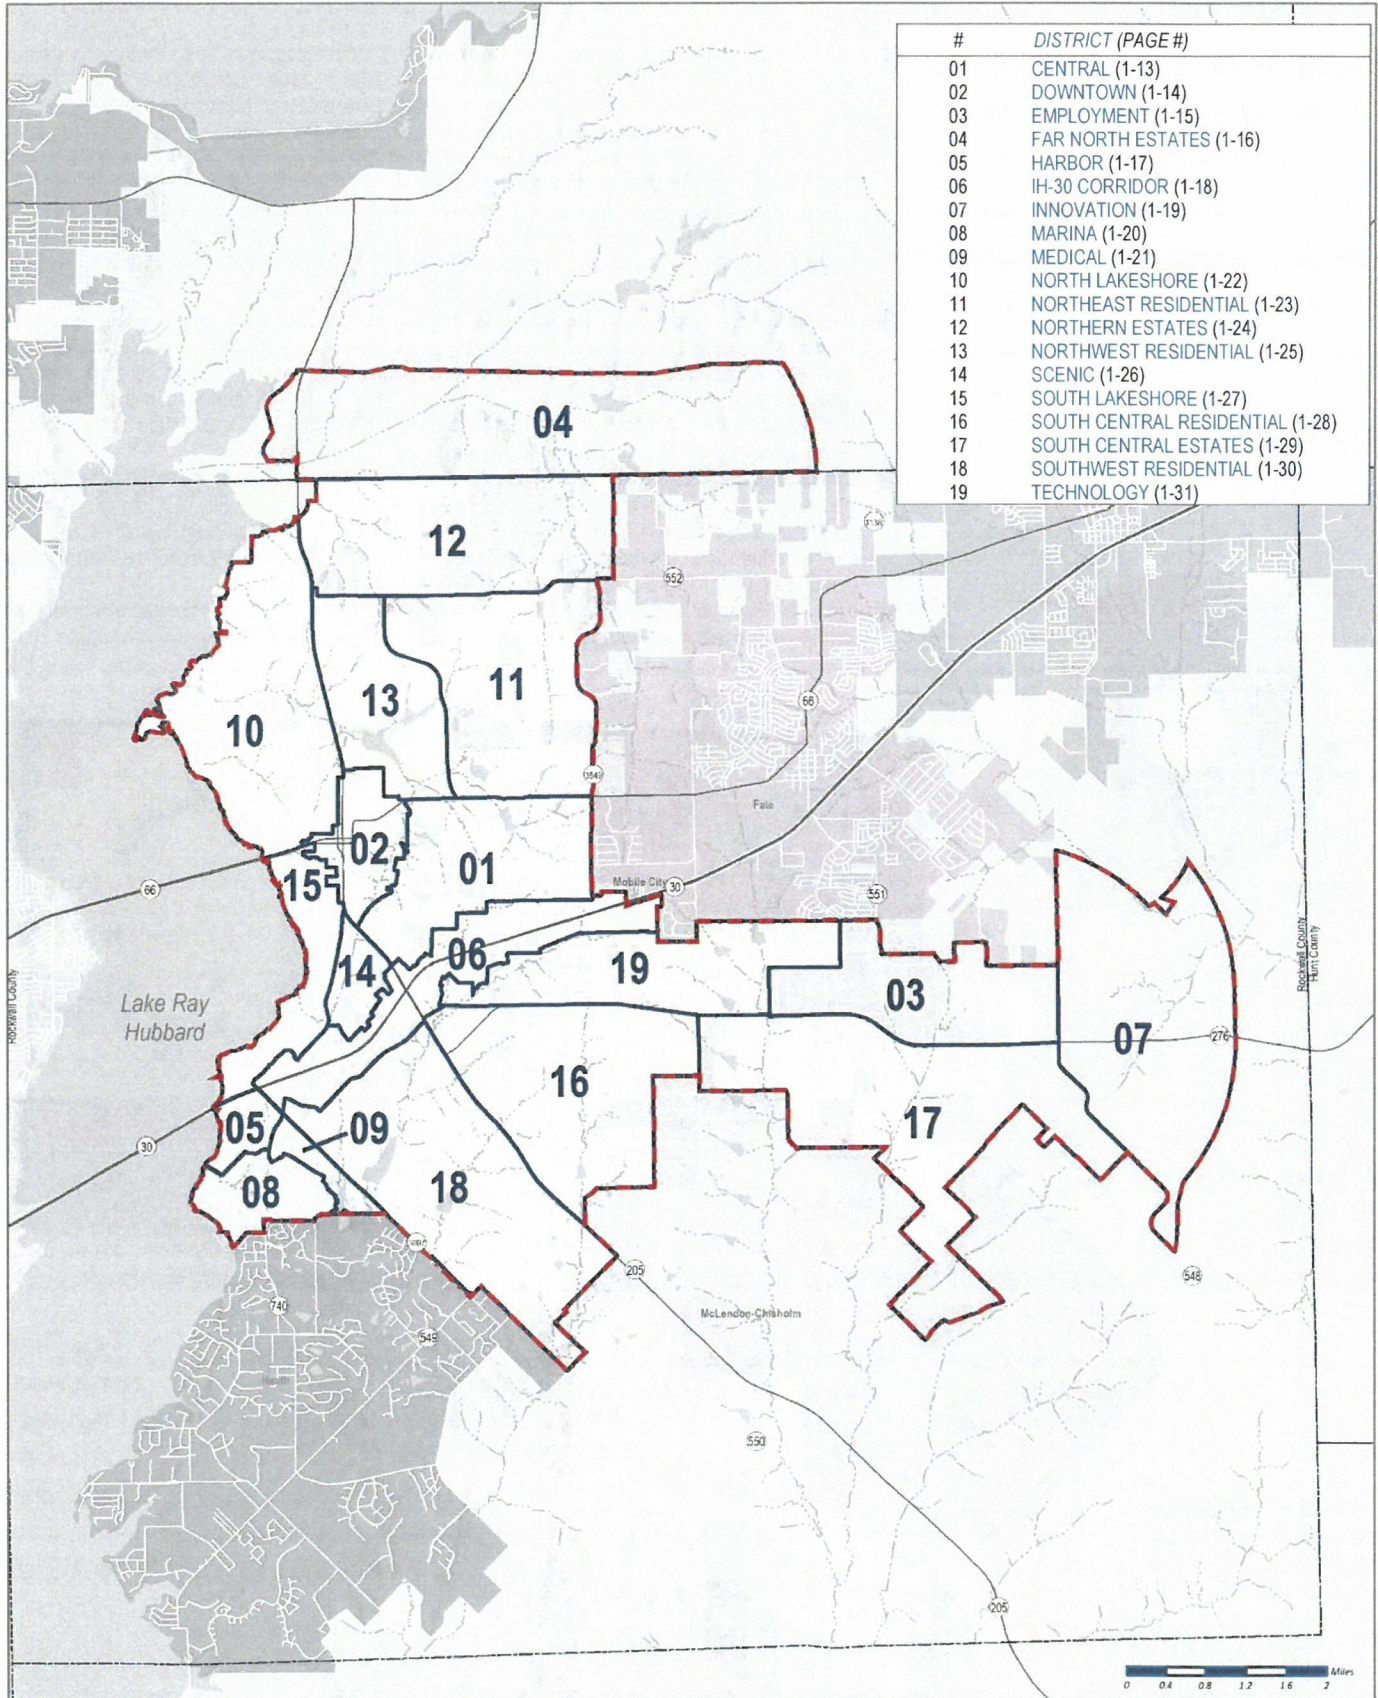 # DISTRICT (PAGE #)
01 CENTRAL (1-13)
02 DOWNTOWN (1-14)
03 EMPLOYMENT (1-15)
04 FAR NORTH ESTATES (1-16)
05 HARBOR (1-17)
06 IH-30 CORRIDOR (1-18)
07 INNOVATION (1-19)
08 MARINA (1-20)
09 MEDICAL (1-21)
10 NORTH LAKESHORE (1-22)
11 NORTHEAST RESIDENTIAL (1-23)
12 NORTHERN ESTATES (1-24)
13 NORTHWEST RESIDENTIAL (1-25)
14 SCENIC (1-26)
15 SOUTH LAKESHORE (1-27)
16 SOUTH CENTRAL RESIDENTIAL (1-28)
17 SOUTH CENTRAL ESTATES (1-29)
18 SOUTHWEST RESIDENTIAL (1-30)
19 TECHNOLOGY (1-31)
04
12
552
13
11
66
10
3549
Fate
02
01
15
66
Mobile City
30
551
06
19
14
03
Rockwall County
Hunt County
Rockwall County
Lake Ray
Hubbard
07
276
16
17
05
09
30
18
08
205
548
740
McLendon-Chisholm
549
550
205
Miles
0 0.4 0.8 1.2 1.6 2